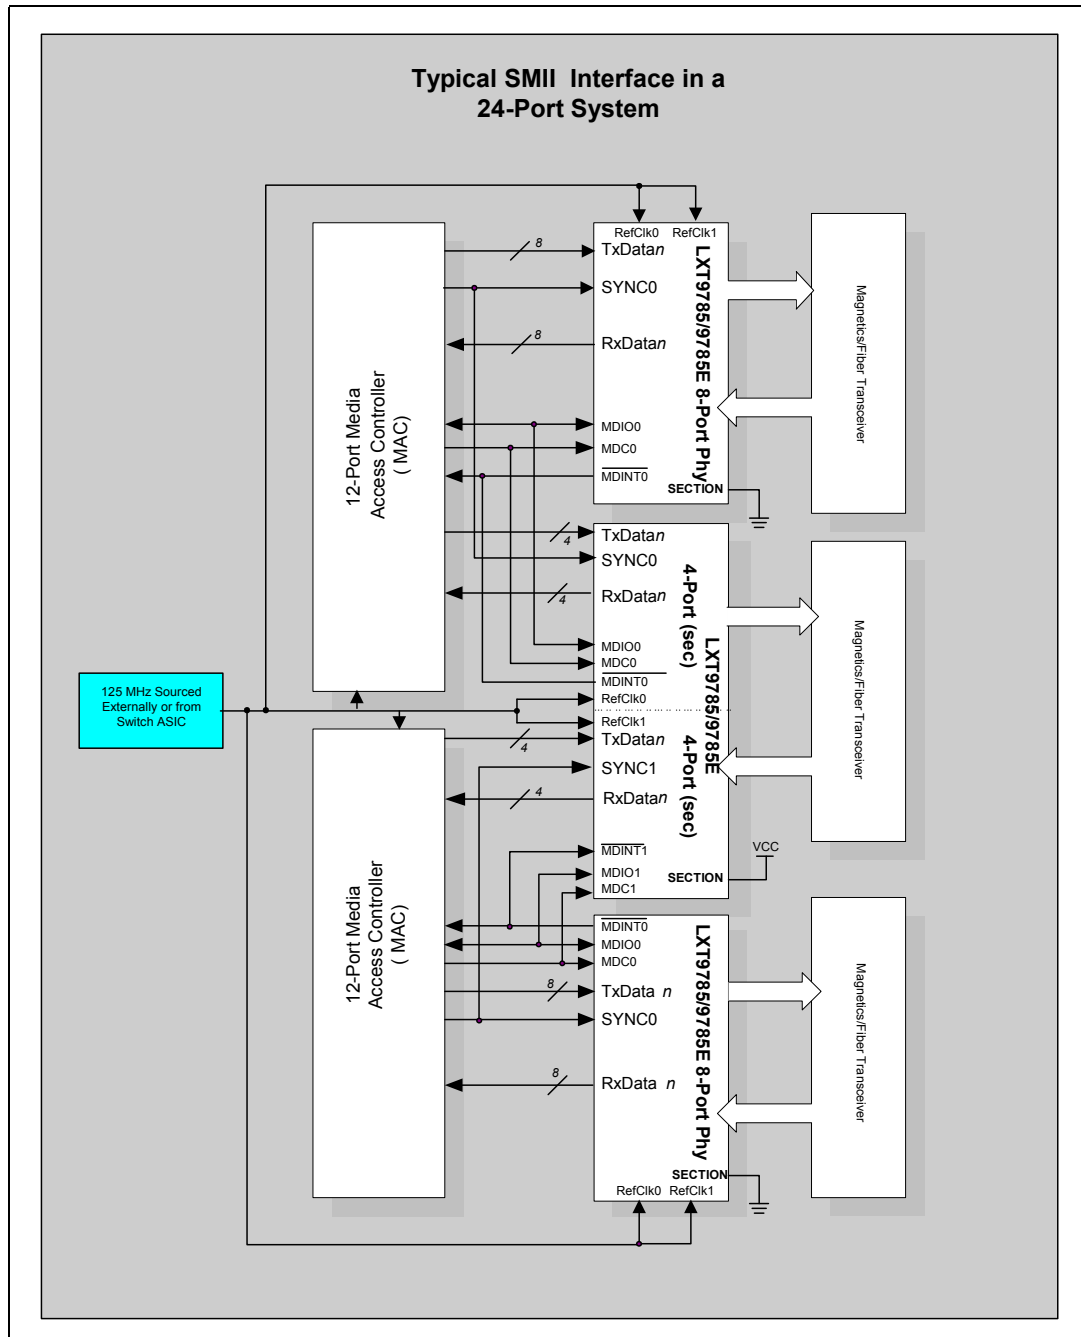 Typical SMII Interface in a
24-Port System
RefClk0 RefClk1
TxDatan
8
SYNC0
RxDatan
8
MDIO0
MDC0
MDINT0
SECTION
LXT9785/9785E 8-Port Phy
Magnetics/Fiber Transceiver
12-Port Media
Access Controller
( MAC)
TxDatan
4
SYNC0
RxDatan
4
MDIO0
MDC0
MDINT0
RefClk0
4-Port (sec)
LXT9785/9785E
Magnetics/Fiber Transceiver
125 MHz Sourced
Externally or from
Switch ASIC
RefClk1
TxDatan
4
SYNC1
RxDatan
4
4-Port (sec)
MDINT1
MDIO1
MDC1
SECTION
VCC
12-Port Media
Access Controller
( MAC)
MDINT0
MDIO0
MDC0
TxData n
8
SYNC0
RxData n
8
LXT9785/9785E 8-Port Phy
SECTION
RefClk0 RefClk1
Magnetics/Fiber Transceiver